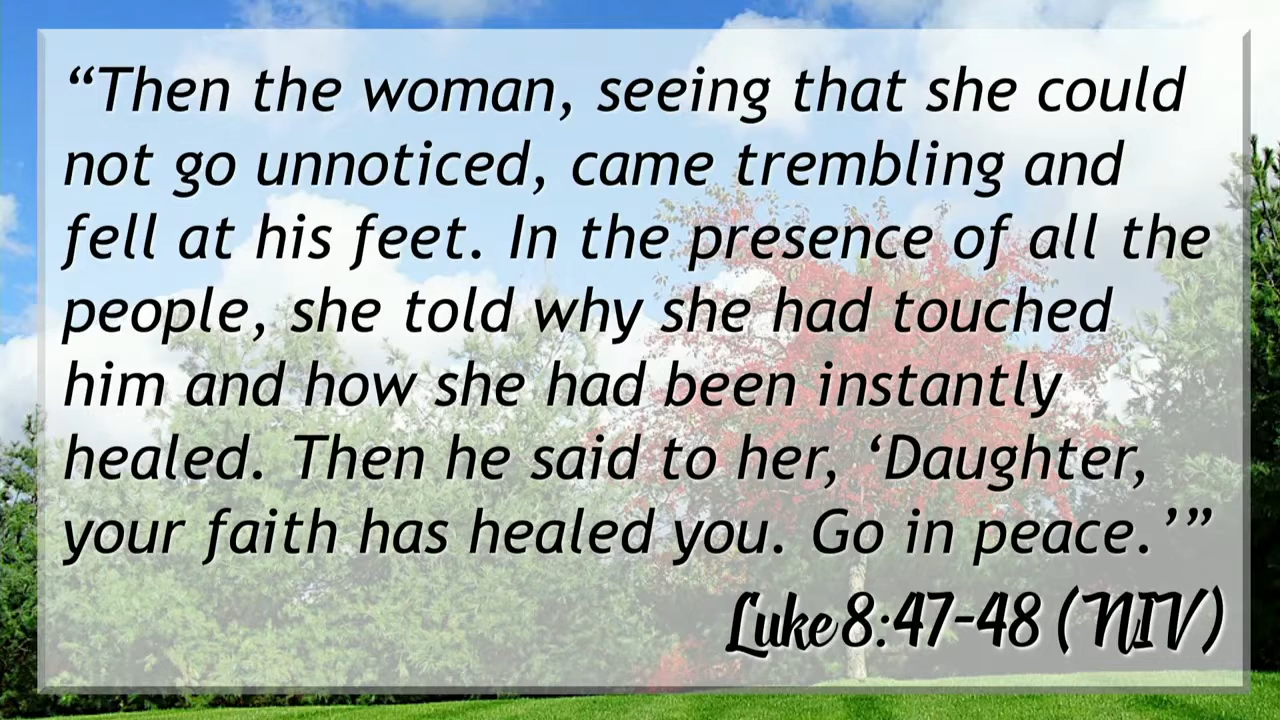 “Then the woman, seeing that she could
not go unnoticed, came trembling and
fell at his feet. In the presence of all the
people, she told why she had touched
him and how she had been instantly
healed. Then he said to her, ‘Daughter,
your faith has healed you. Go in peace.’”
Luke 8:47-48 (NIV)